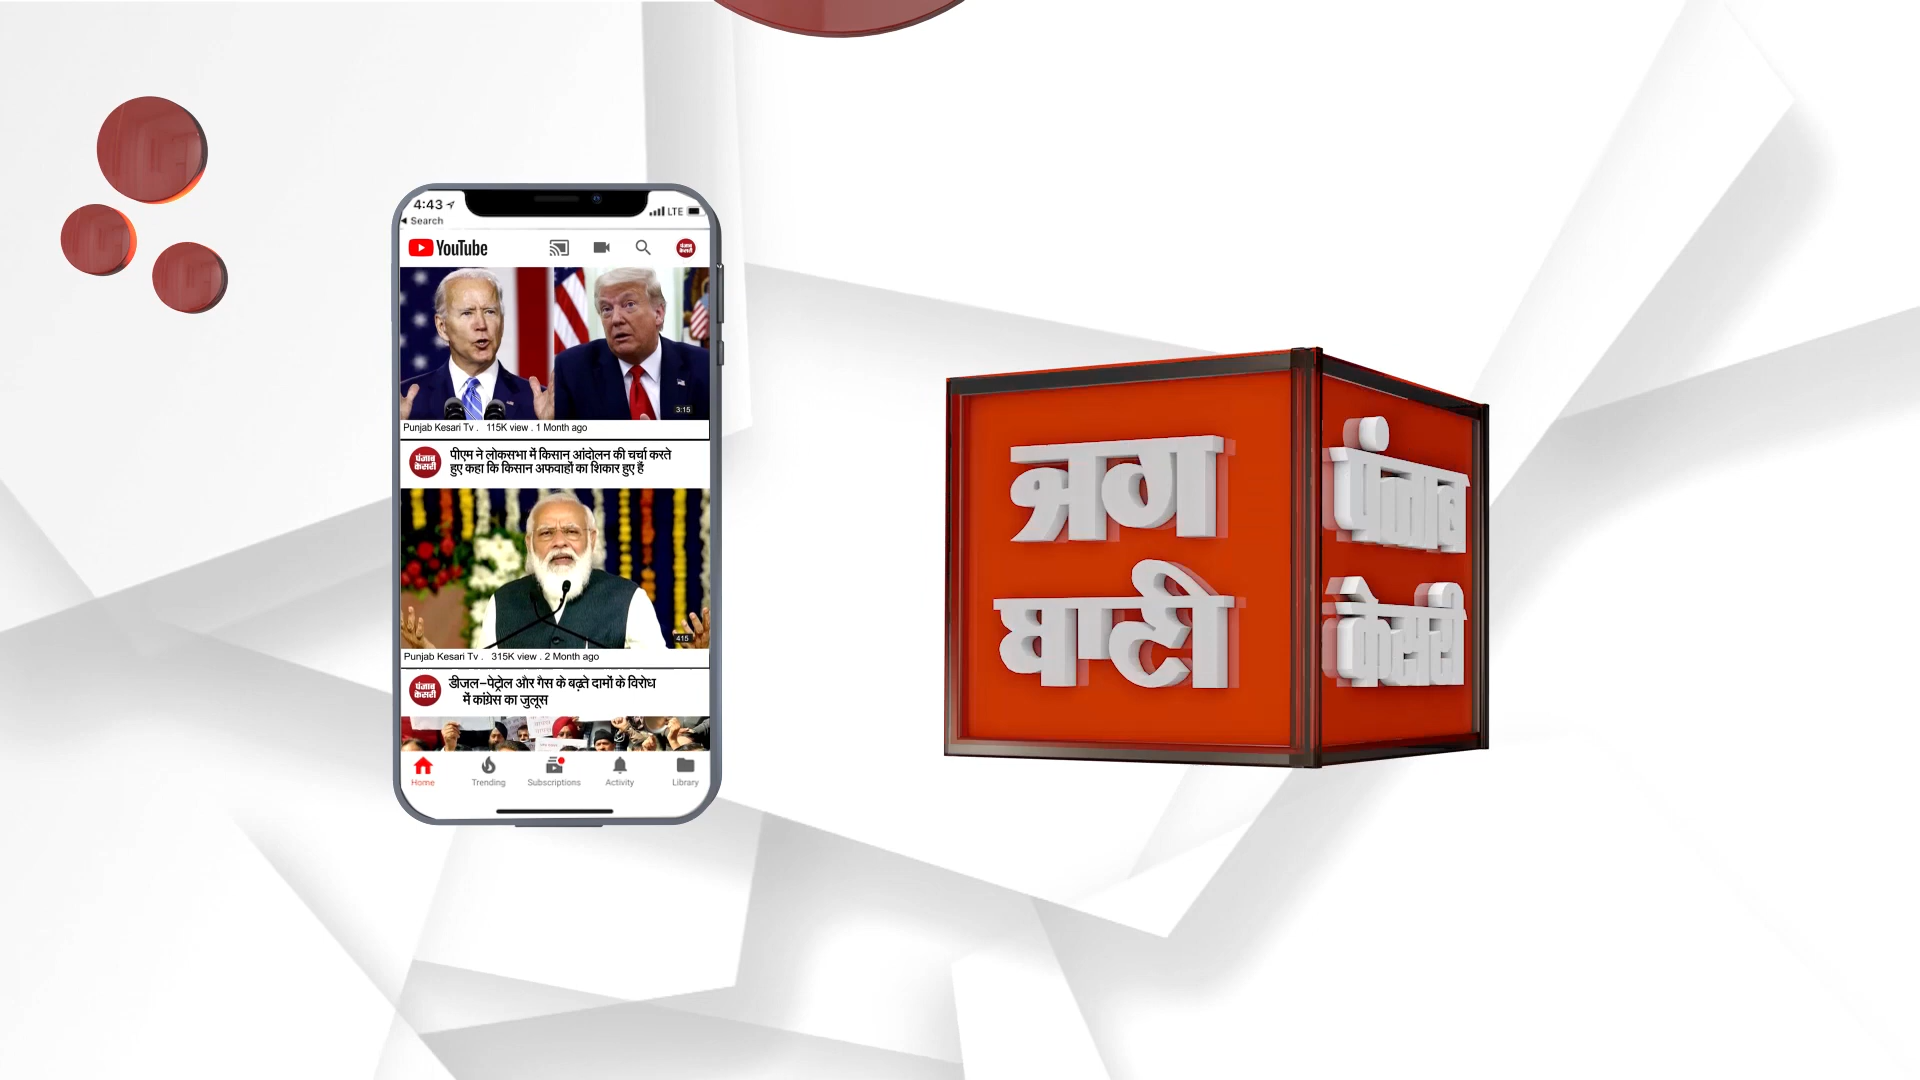 4:43
LTE
Search
YouTube
पंजाब
केसरी
3:15
Punjab Kesari Tv . 115K view . 1 Month ago
पंजाब
केसरी
पीएम ने लोकसभा में किसान आंदोलन की चर्चा करते
हुए कहा कि किसान अफवाहों का शिकार हुए हैं
415
Punjab Kesari Tv . 315K view . 2 Month ago
पंजाब
केसरी
डीजल-पेट्रोल और गैस के बढ़ते दामों के विरोध
में कांग्रेस का जुलूस
Home
Trending
Subscriptions
Activity
Library
ਜਗ
ਬਾਣੀ
पंजाब
केसरी